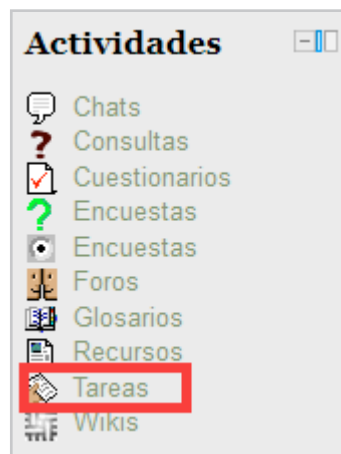 Actividades
Chats
Consultas
Cuestionarios
Encuestas
Encuestas
Foros
Glosarios
Recursos
Tareas
Wikis